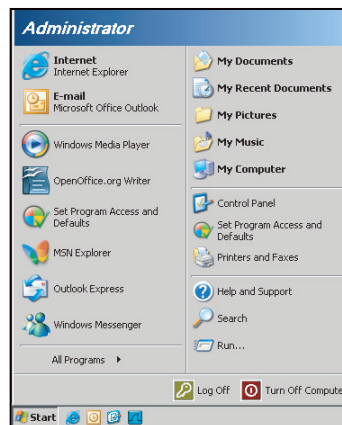 Administrator
Internet
Internet Explorer
E-mail
Microsoft Office Outlook
Windows Media Player
OpenOffice.org Writer
Set Program Access and
Defaults
MSN Explorer
Outlook Express
Windows Messenger
All Programs
My Documents
My Recent Documents
My Pictures
My Music
My Computer
Control Panel
Set Program Access and
Defaults
Printers and Faxes
Help and Support
Search
Run...
Log Off
Turn Off Compute
Start